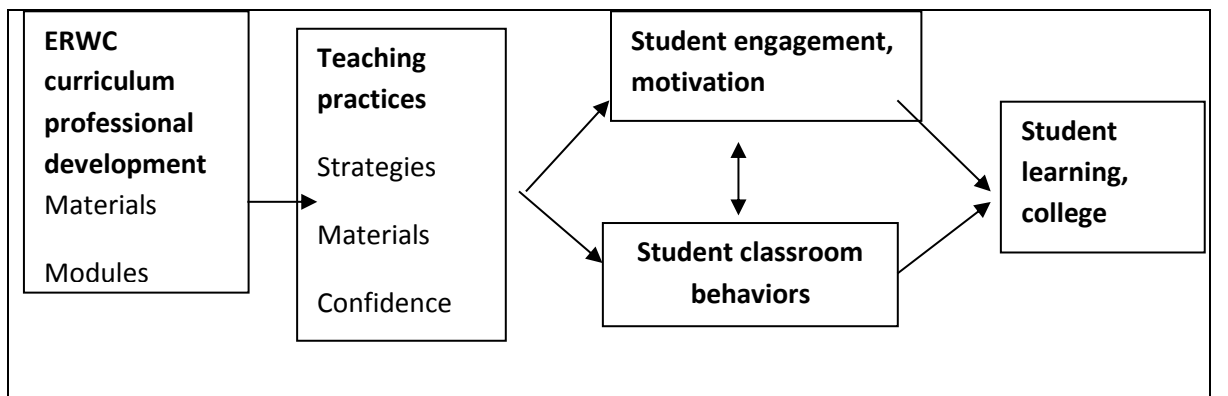 ERWC
curriculum
professional
development
Materials
Modules
Teaching
practices
Strategies
Materials
Confidence
Student engagement,
motivation
Student classroom
behaviors
Student
learning,
college